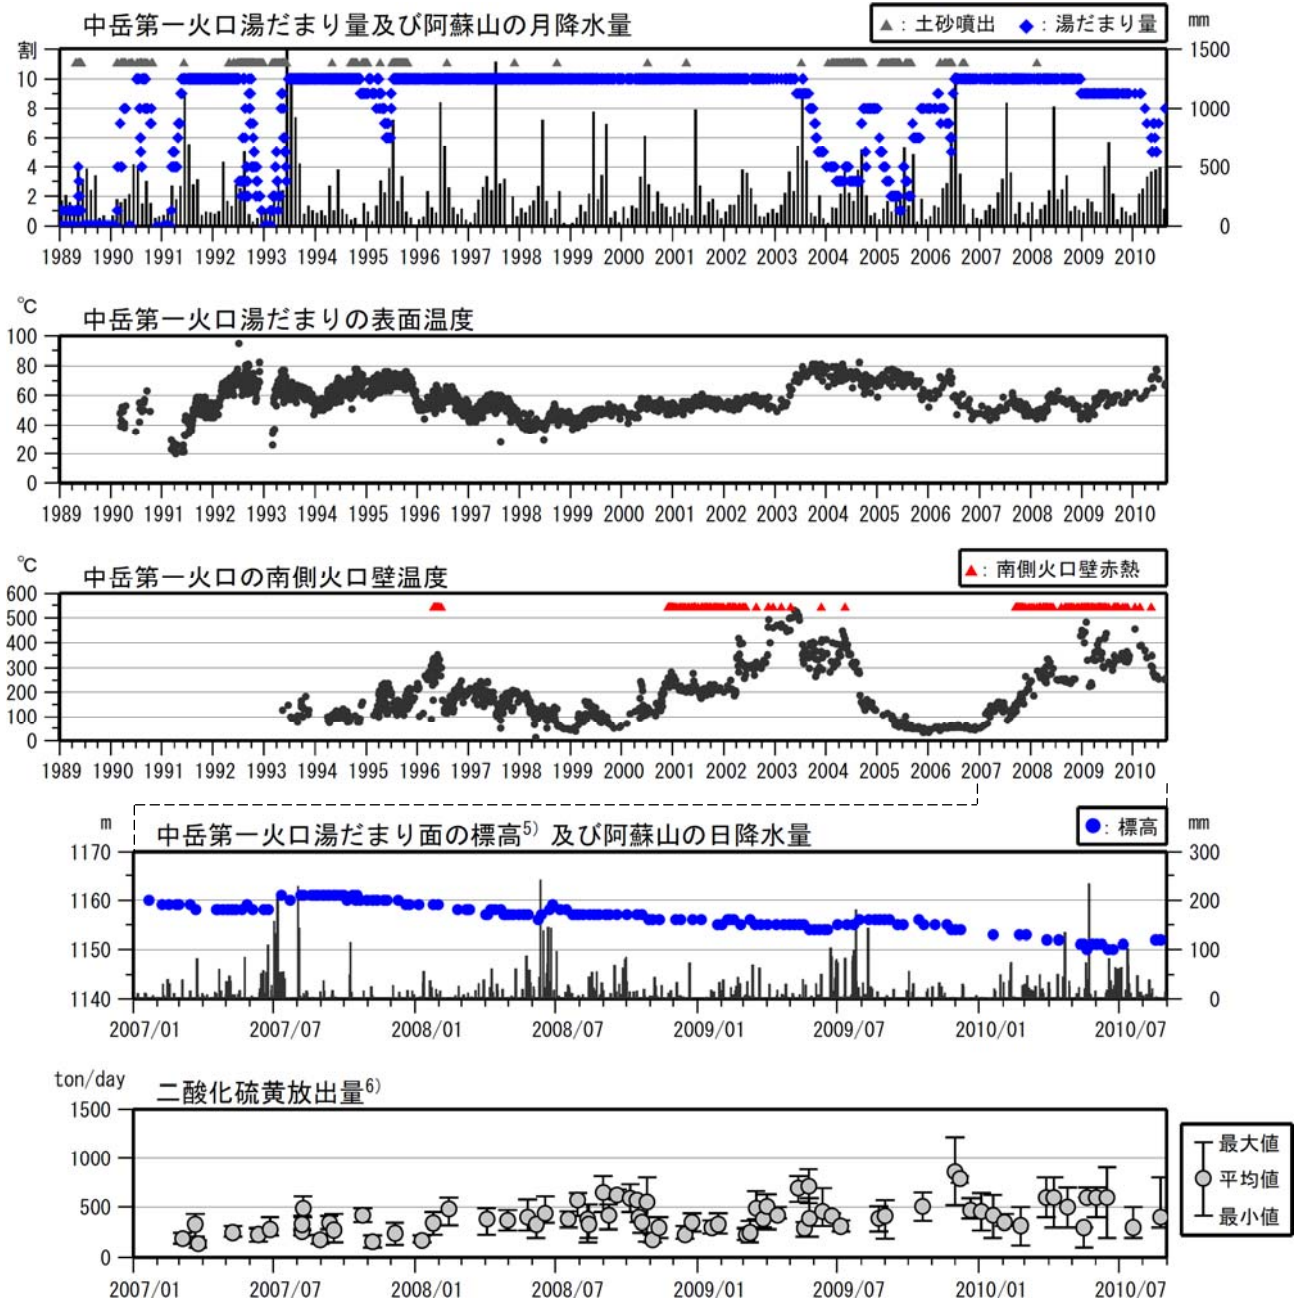 中岳第一火口湯だまり量及び阿蘇山の月降水量
▲：土砂噴出 ◆：湯だまり量
mm
割
10
8
6
4
2
0
1500
1000
500
0
1989 1990 1991 1992 1993 1994 1995 1996 1997 1998 1999 2000 2001 2002 2003 2004 2005 2006 2007 2008 2009 2010
℃
中岳第一火口湯だまりの表面温度
100
80
60
40
20
0
1989 1990 1991 1992 1993 1994 1995 1996 1997 1998 1999 2000 2001 2002 2003 2004 2005 2006 2007 2008 2009 2010
℃
中岳第一火口の南側火口壁温度
▲：南側火口壁赤熱
600
500
400
300
200
100
0
1989 1990 1991 1992 1993 1994 1995 1996 1997 1998 1999 2000 2001 2002 2003 2004 2005 2006 2007 2008 2009 2010
m
中岳第一火口湯だまり面の標高5) 及び阿蘇山の日降水量
●：標高
mm
1170
1160
1150
1140
300
200
100
0
2007/01 2007/07 2008/01 2008/07 2009/01 2009/07 2010/01 2010/07
ton/day
二酸化硫黄放出量6)
1500
1000
500
0
最大値
平均値
最小値
2007/01 2007/07 2008/01 2008/07 2009/01 2009/07 2010/01 2010/07